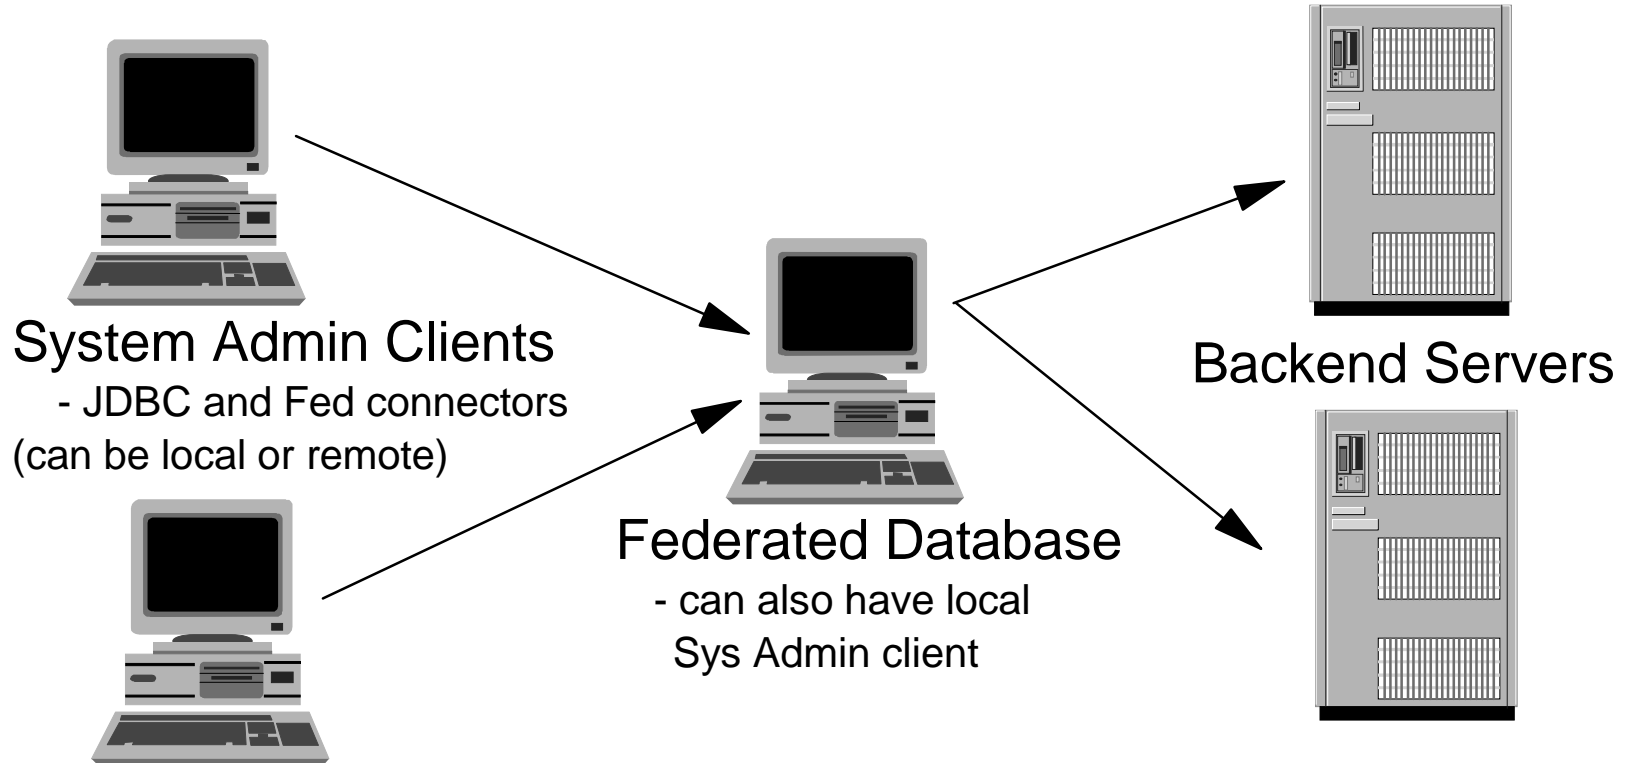 System Admin Clients
- JDBC and Fed connectors
(can be local or remote)
Federated Database
- can also have local
Sys Admin client
Backend Servers